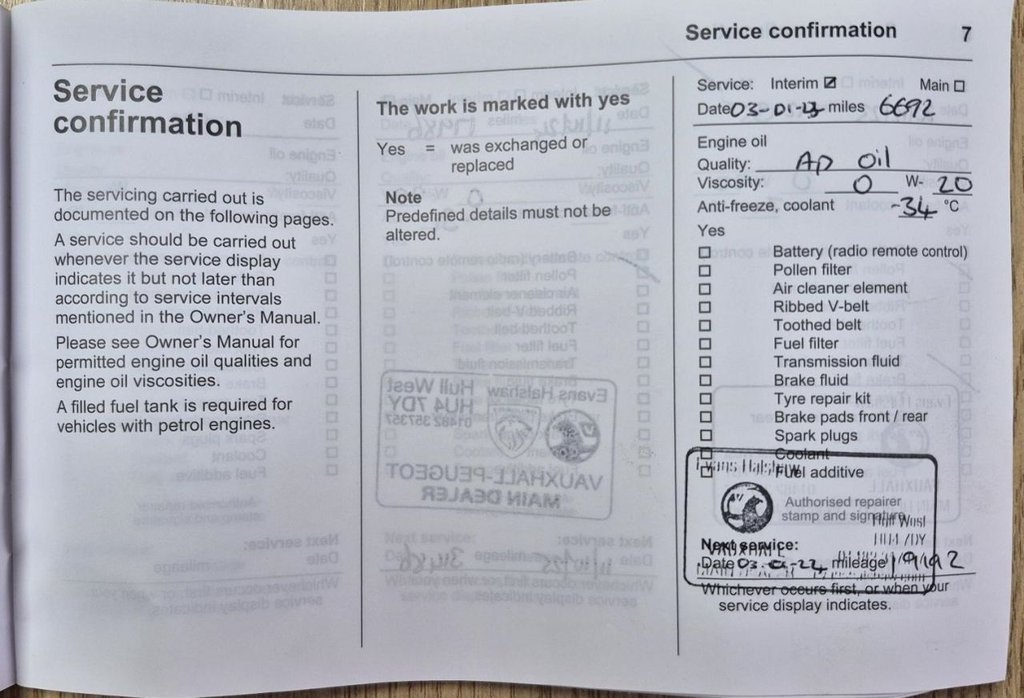 Service confirmation 7
Service
confirmation
The servicing carried out is
documented on the following pages.
A service should be carried out
whenever the service display
indicates it but not later than
according to service intervals
mentioned in the Owner's Manual.
Please see Owner's Manual for
permitted engine oil qualities and
engine oil viscosities.
A filled fuel tank is required for
vehicles with petrol engines.
The work is marked with yes
Yes = was exchanged or
replaced
Note
Predefined details must not be
altered.
Service: Interim ☑ Main ☐
Date 03-01-23 miles 6692
Engine oil
Quality: AP Oil
Viscosity: 0 W- 20
Anti-freeze, coolant -34 °C
Yes
☐ Battery (radio remote control)
☐ Pollen filter
☐ Air cleaner element
☐ Ribbed V-belt
☐ Toothed belt
☐ Fuel filter
☐ Transmission fluid
☐ Brake fluid
☐ Tyre repair kit
☐ Brake pads front / rear
☐ Spark plugs
☐ Coolant
☐ Fuel additive
Evans Halshaw
Authorised repairer
stamp and signature
Hull West
HU4 7DY
Next service:
VAUXHALL
Date 03.01-24 mileage 19192
Whichever occurs first, or when your
service display indicates.